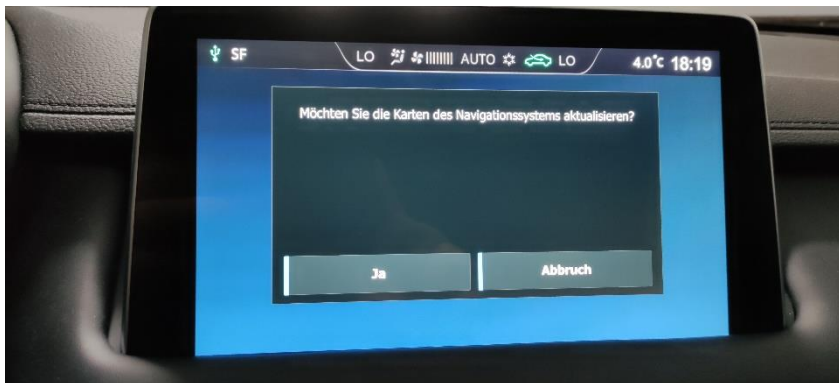 SF LO AUTO LO 4.0°C 18:19
Möchten Sie die Karten des Navigationssystems aktualisieren?
Ja Abbruch